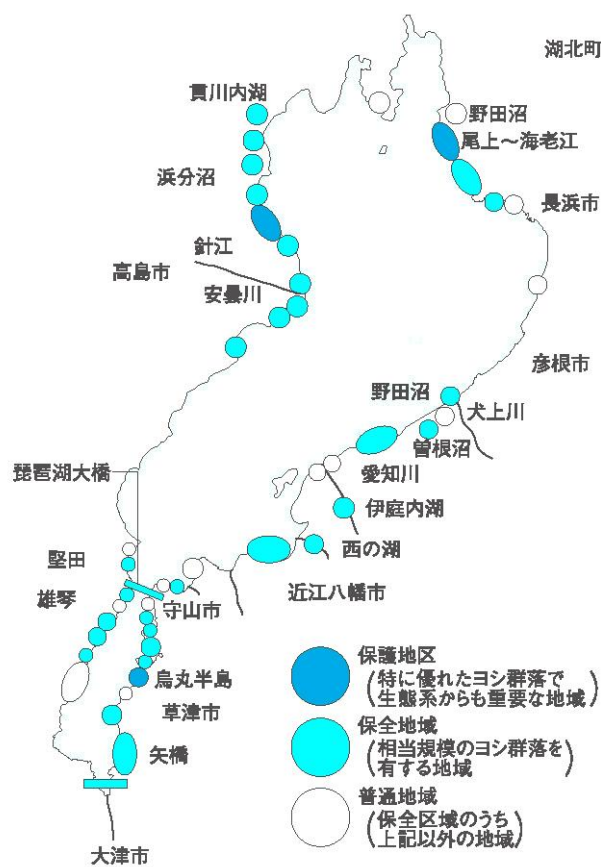 湖北町
貫川内湖
野田沼
尾上～海老江
浜分沼
長浜市
針江
高島市
安曇川
彦根市
野田沼
犬上川
曽根沼
愛知川
琵琶湖大橋
伊庭内湖
西の湖
堅田
近江八幡市
雄琴
守山市
烏丸半島
草津市
矢橋
大津市
保護地区
(特に優れたヨシ群落で
生態系からも重要な地域)
保全地域
(相当規模のヨシ群落を
有する地域)
普通地域
(保全区域のうち
上記以外の地域)